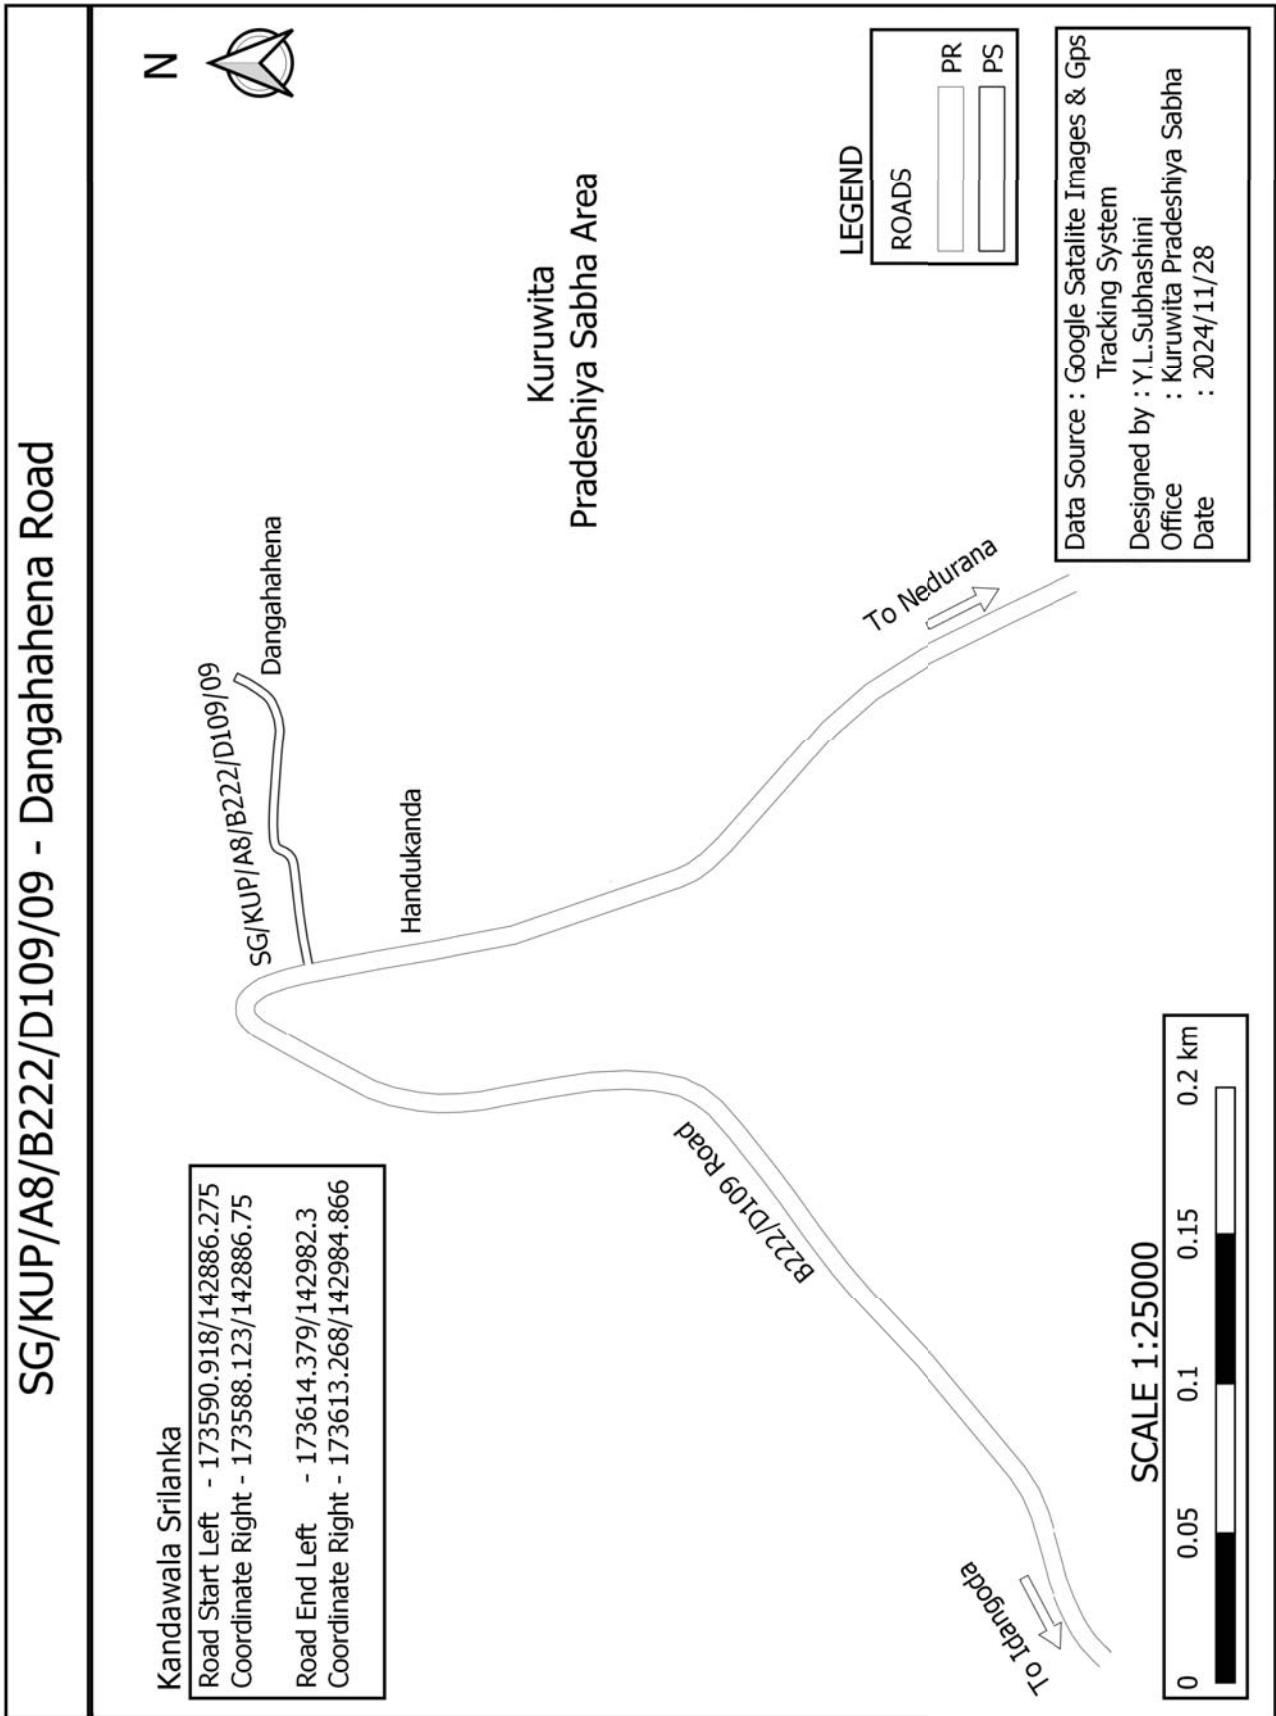 SG/KUP/A8/B222/D109/09 - Dangahahena Road
N
Kandawala Srilanka
Road Start Left - 173590.918/142886.275
Coordinate Right - 173588.123/142886.75
Road End Left - 173614.379/142982.3
Coordinate Right - 173613.268/142984.866
SG/KUP/A8/B222/D109/09
Dangahahena
Handukanda
Kuruwita
Pradeshiya Sabha Area
B222/D109 Road
To Nedurana
To Idangoda
LEGEND
ROADS
PR
PS
SCALE 1:25000
0 0.05 0.1 0.15 0.2 km
Data Source : Google Satalite Images & Gps
Tracking System
Designed by : Y.L.Subhashini
Office : Kuruwita Pradeshiya Sabha
Date : 2024/11/28